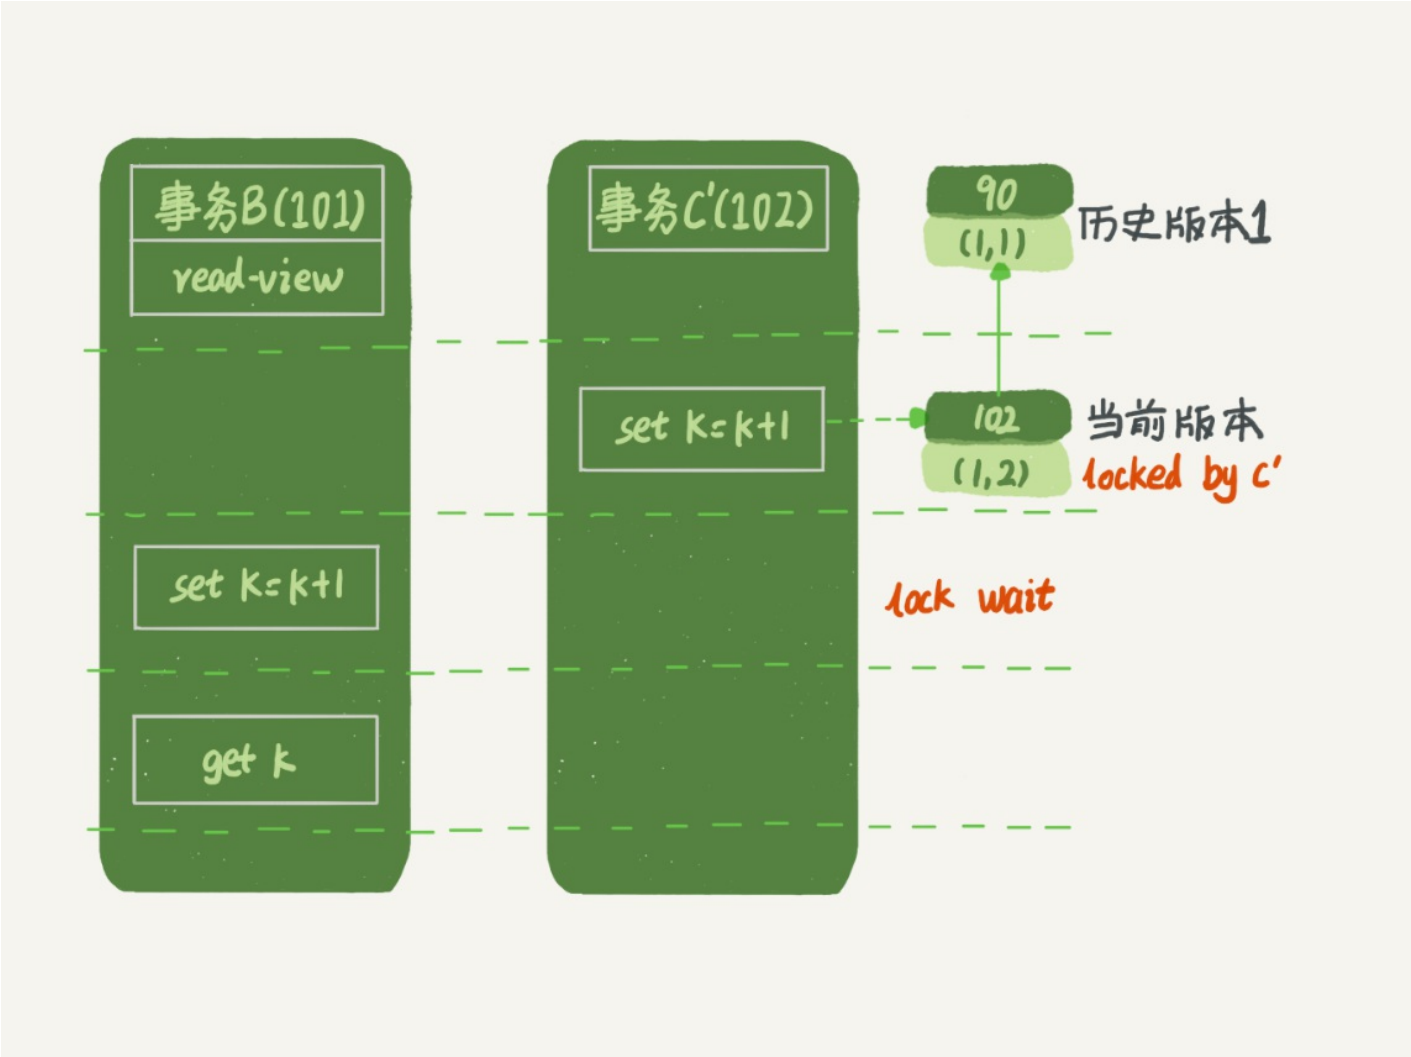 事务B(101)
read-view
事务C'(102)
90
(1,1)
历史版本1
set k=k+1
102
(1,2)
当前版本
locked by c'
set k=k+1
lock wait
get k